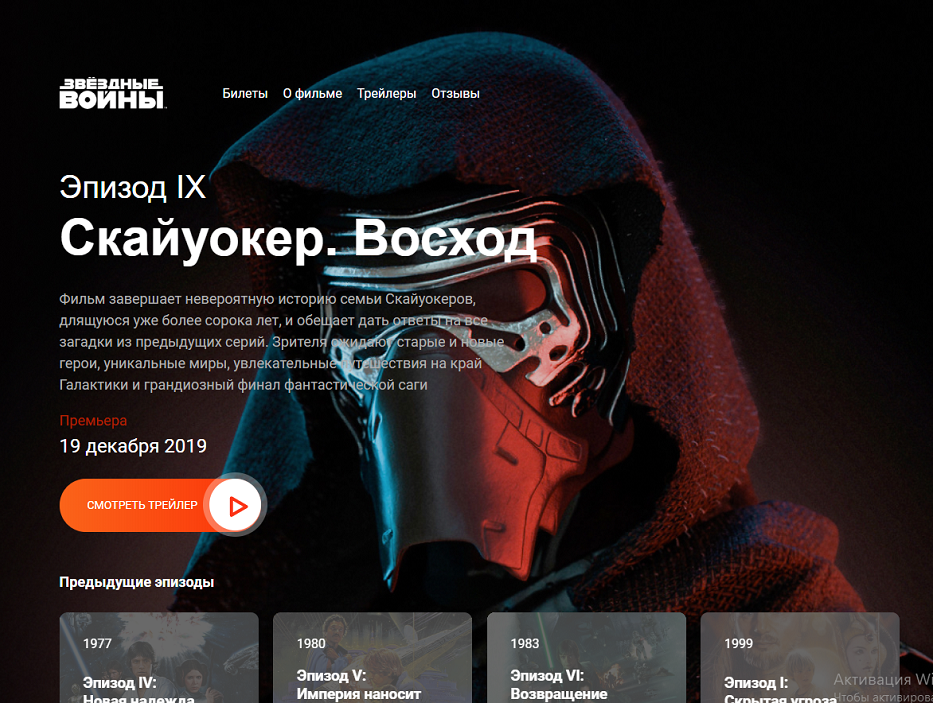 ЗВЁЗДНЫЕ
ВОЙНЫ
Билеты О фильме Трейлеры Отзывы
Эпизод IX
Скайуокер. Восход
Фильм завершает невероятную историю семьи Скайуокеров,
длящуюся уже более сорока лет, и обещает дать ответы на все
загадки из предыдущих серий. Зрителя ожидают старые и новые
герои, уникальные миры, увлекательные путешествия на край
Галактики и грандиозный финал фантастической саги
Премьера
19 декабря 2019
СМОТРЕТЬ ТРЕЙЛЕР
Предыдущие эпизоды
1977 1980 1983 1999
Эпизод IV: Эпизод V: Эпизод VI: Эпизод I:
Новая надежда Империя наносит Возвращение Скрытая угроза
Активация Wi
Чтобы активирова